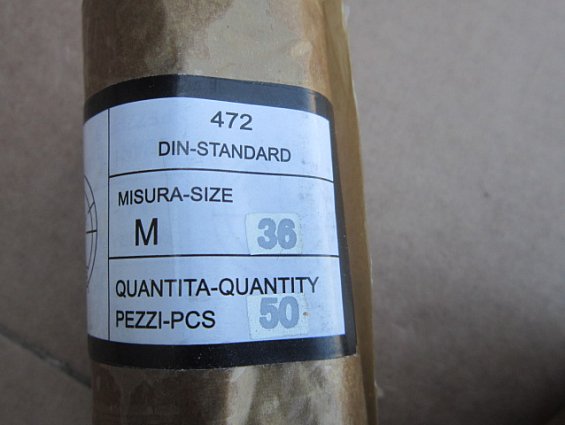 472
DIN-STANDARD
MISURA-SIZE
M 36
QUANTITA-QUANTITY
PEZZI-PCS 50